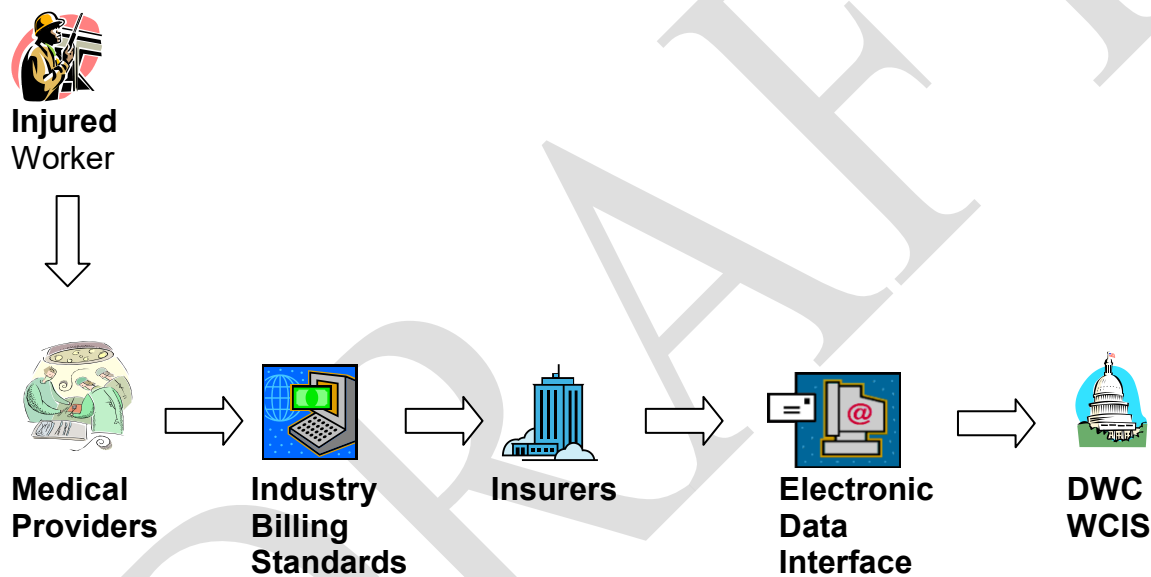 Injured
Worker
Medical
Providers
Industry
Billing
Standards
Insurers
Electronic
Data
Interface
DWC
WCIS
@
DRAFT